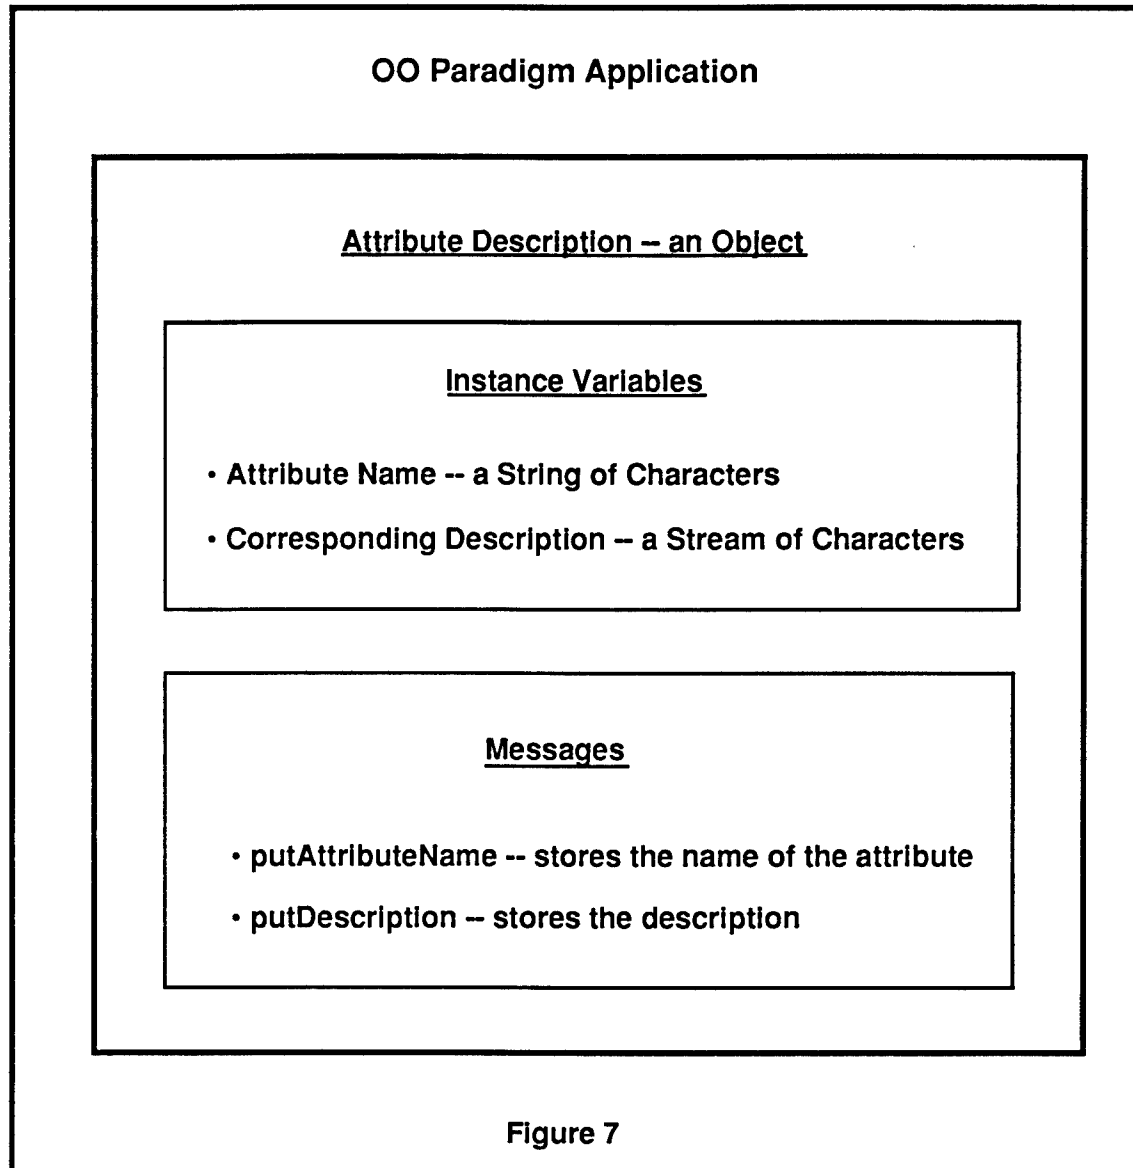 OO Paradigm Application
Attribute Description -- an Object
Instance Variables
• Attribute Name -- a String of Characters
• Corresponding Description -- a Stream of Characters
Messages
• putAttributeName -- stores the name of the attribute
• putDescription -- stores the description
Figure 7